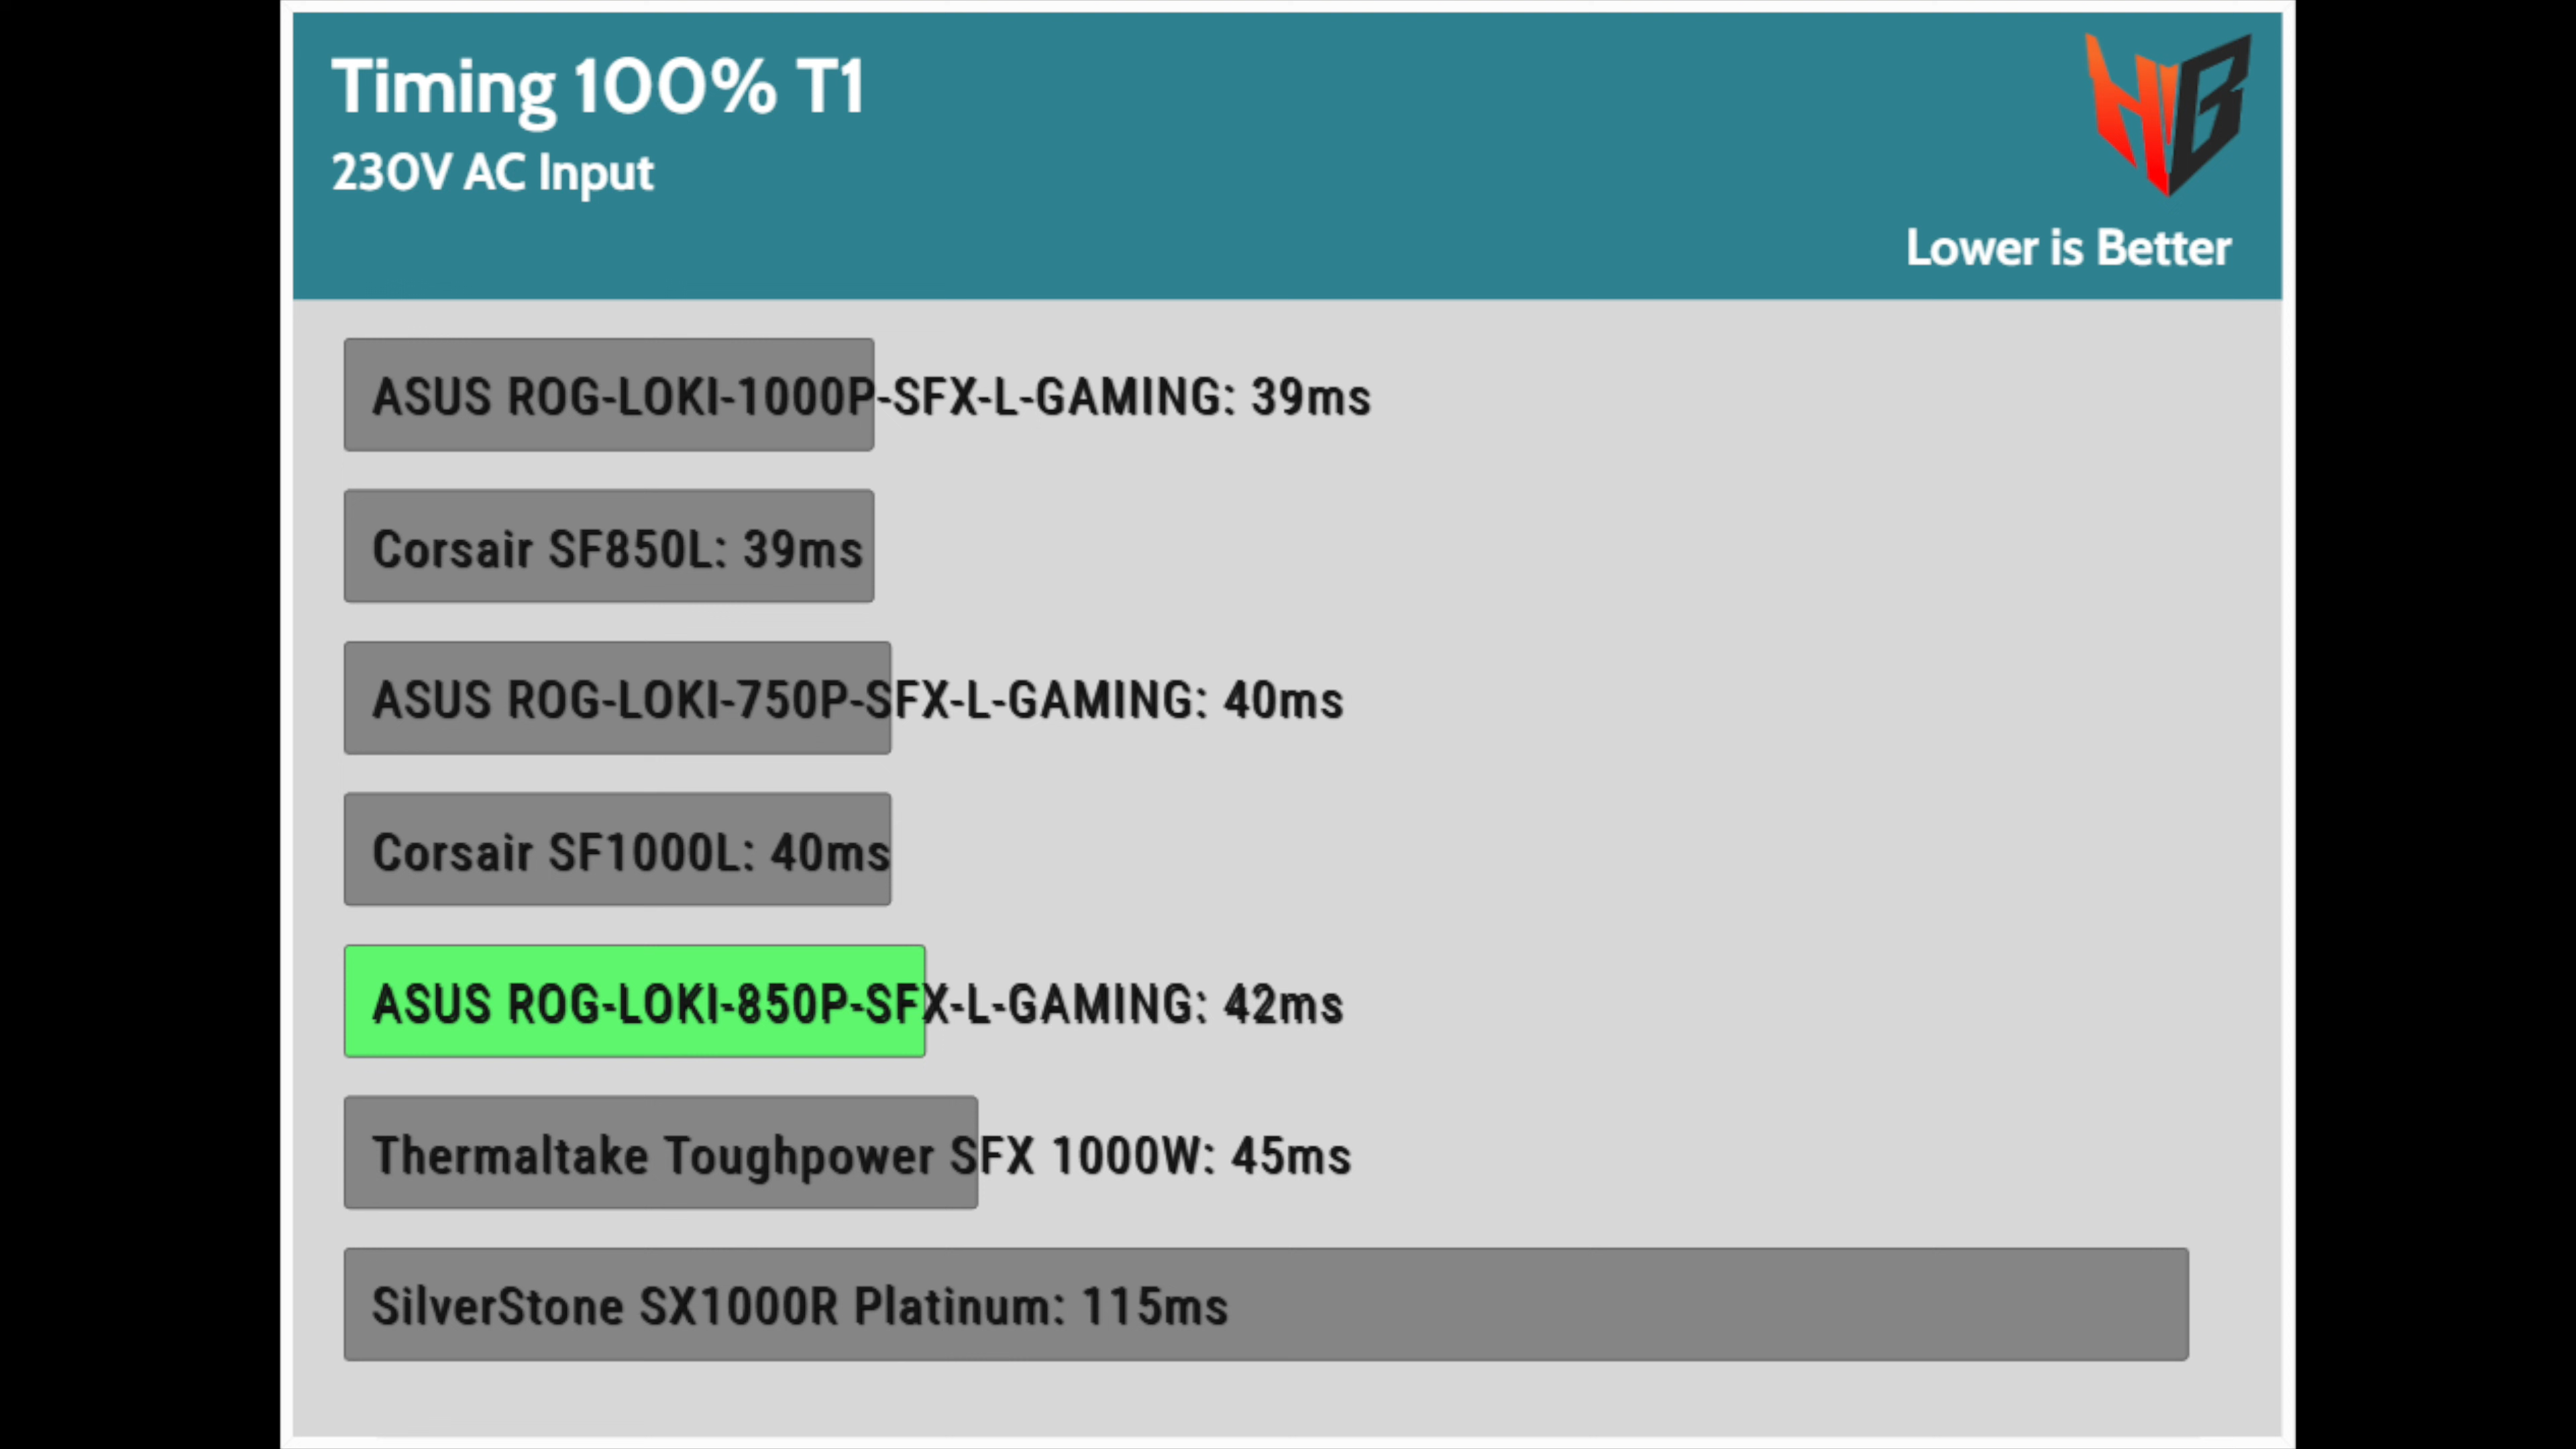 Timing 100% T1
230V AC Input
HB
Lower is Better
ASUS ROG-LOKI-1000P-SFX-L-GAMING: 39ms
Corsair SF850L: 39ms
ASUS ROG-LOKI-750P-SFX-L-GAMING: 40ms
Corsair SF1000L: 40ms
ASUS ROG-LOKI-850P-SFX-L-GAMING: 42ms
Thermaltake Toughpower SFX 1000W: 45ms
SilverStone SX1000R Platinum: 115ms